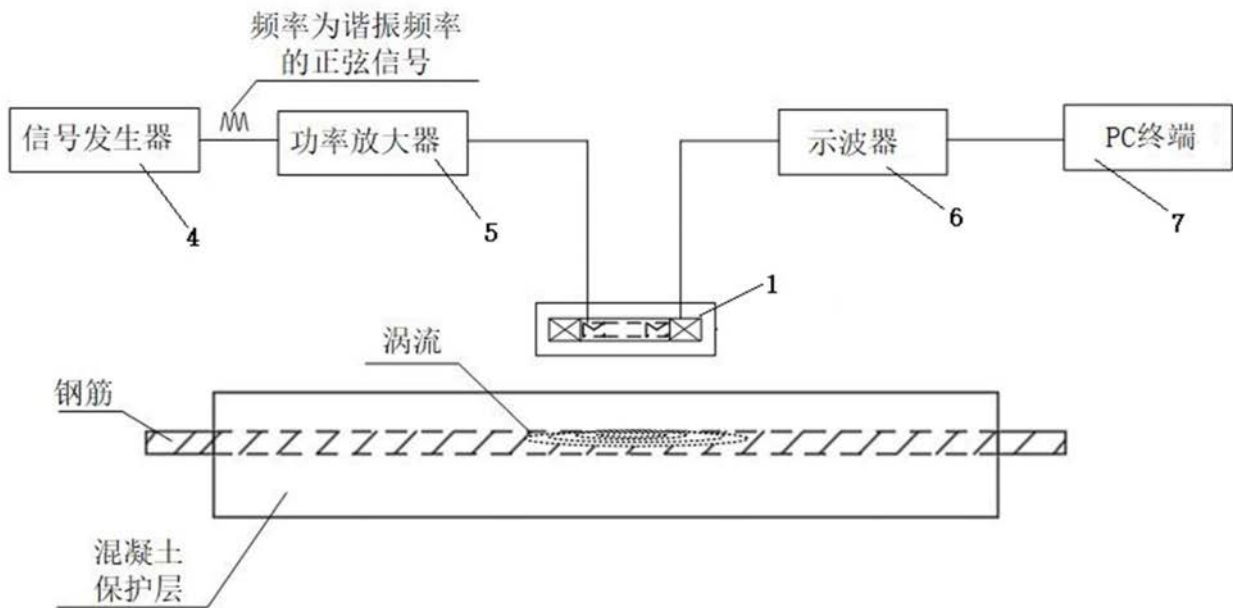 频率为谐振频率
的正弦信号
信号发生器
功率放大器
示波器
PC终端
4
5
6
7
1
涡流
钢筋
混凝土
保护层